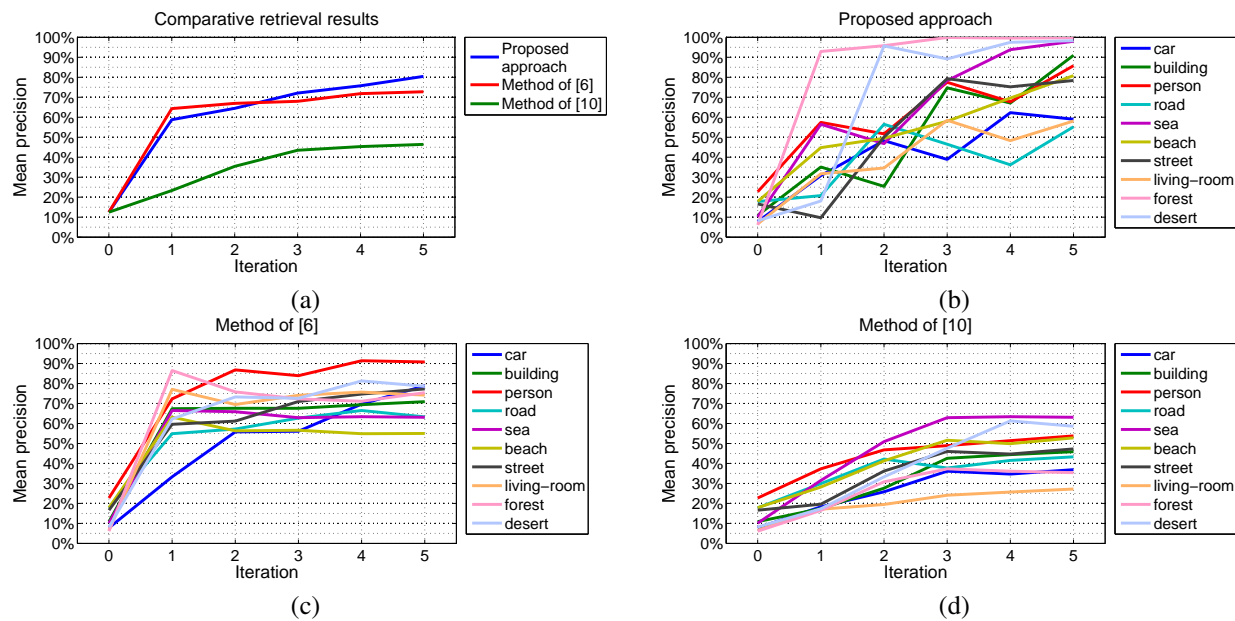 Comparative retrieval results
100%
90%
80%
70%
60%
50%
40%
30%
20%
10%
0%
Mean precision
0 1 2 3 4 5
Iteration
Proposed
approach
Method of [6]
Method of [10]
(a)
Proposed approach
100%
90%
80%
70%
60%
50%
40%
30%
20%
10%
0%
Mean precision
0 1 2 3 4 5
Iteration
car
building
person
road
sea
beach
street
living-room
forest
desert
(b)
Method of [6]
100%
90%
80%
70%
60%
50%
40%
30%
20%
10%
0%
Mean precision
0 1 2 3 4 5
Iteration
car
building
person
road
sea
beach
street
living-room
forest
desert
(c)
Method of [10]
100%
90%
80%
70%
60%
50%
40%
30%
20%
10%
0%
Mean precision
0 1 2 3 4 5
Iteration
car
building
person
road
sea
beach
street
living-room
forest
desert
(d)